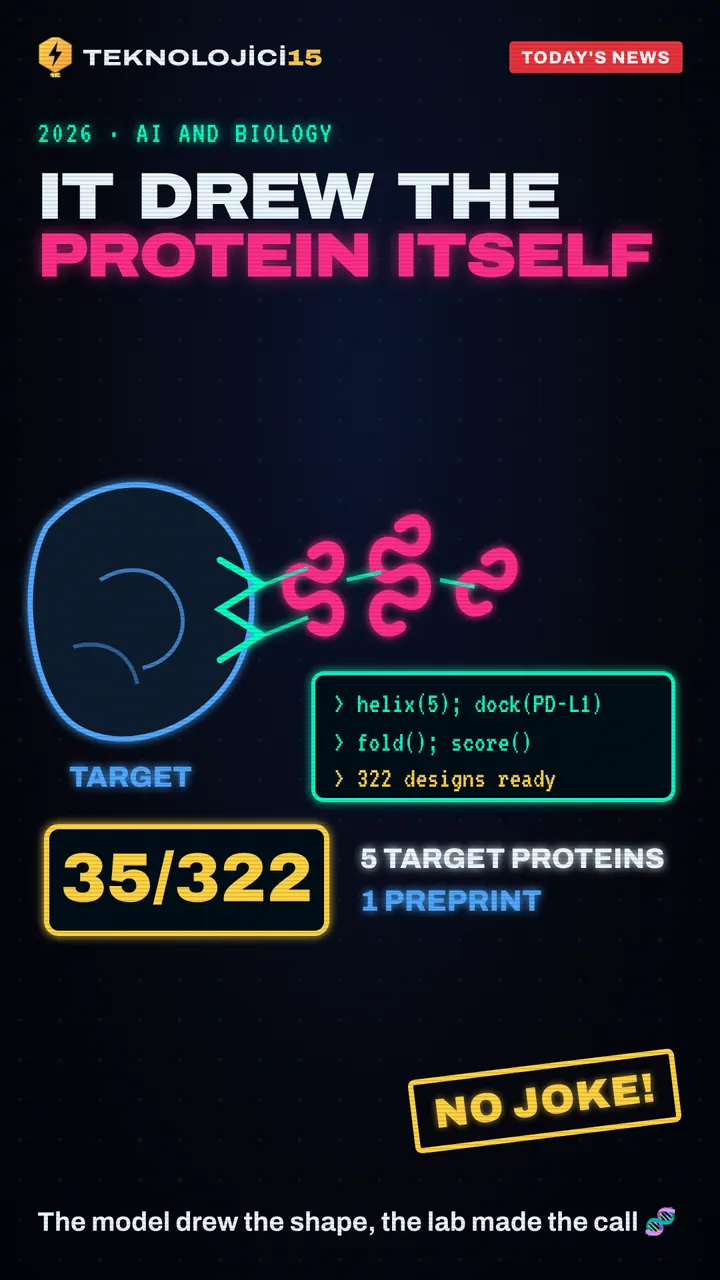 TEKNOLOJİCİ15
TODAY'S NEWS
2026 · AI AND BIOLOGY
IT DREW THE
PROTEIN ITSELF
> helix(5); dock(PD-L1)
> fold(); score()
> 322 designs ready
TARGET
35/322
5 TARGET PROTEINS
1 PREPRINT
NO JOKE!
The model drew the shape, the lab made the call 🧬